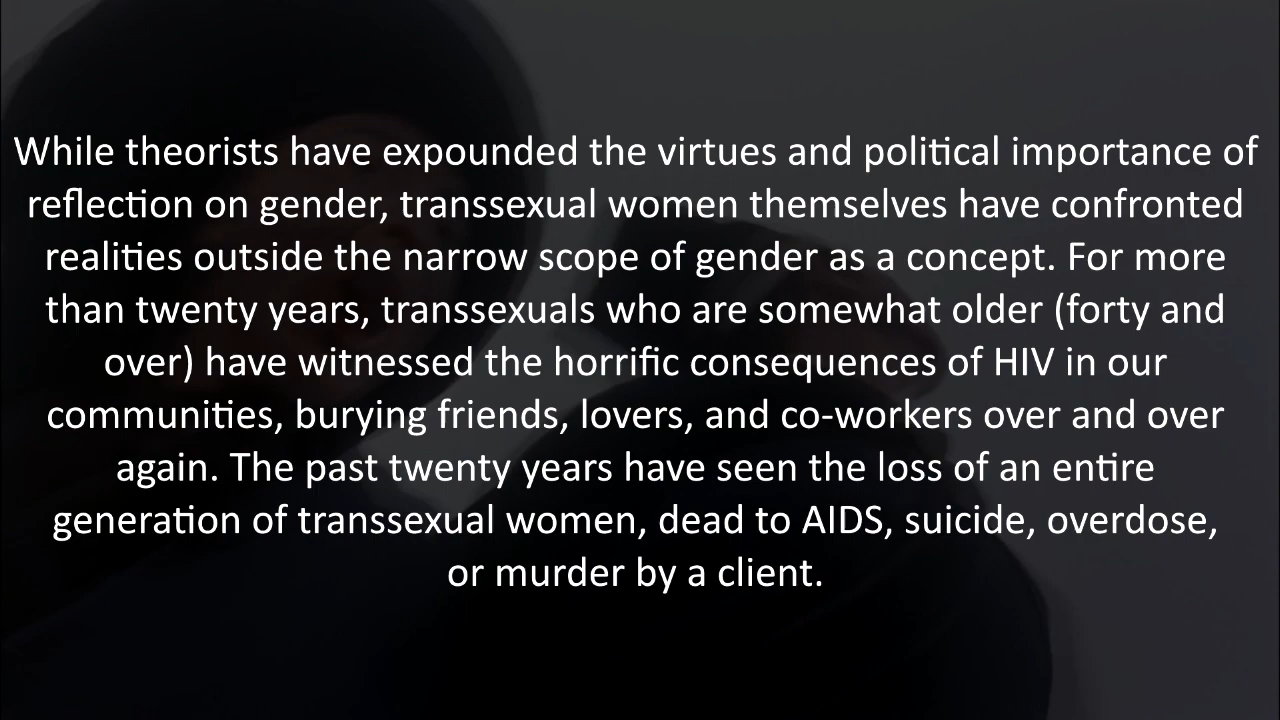 While theorists have expounded the virtues and political importance of
reflection on gender, transsexual women themselves have confronted
realities outside the narrow scope of gender as a concept. For more
than twenty years, transsexuals who are somewhat older (forty and
over) have witnessed the horrific consequences of HIV in our
communities, burying friends, lovers, and co-workers over and over
again. The past twenty years have seen the loss of an entire
generation of transsexual women, dead to AIDS, suicide, overdose,
or murder by a client.